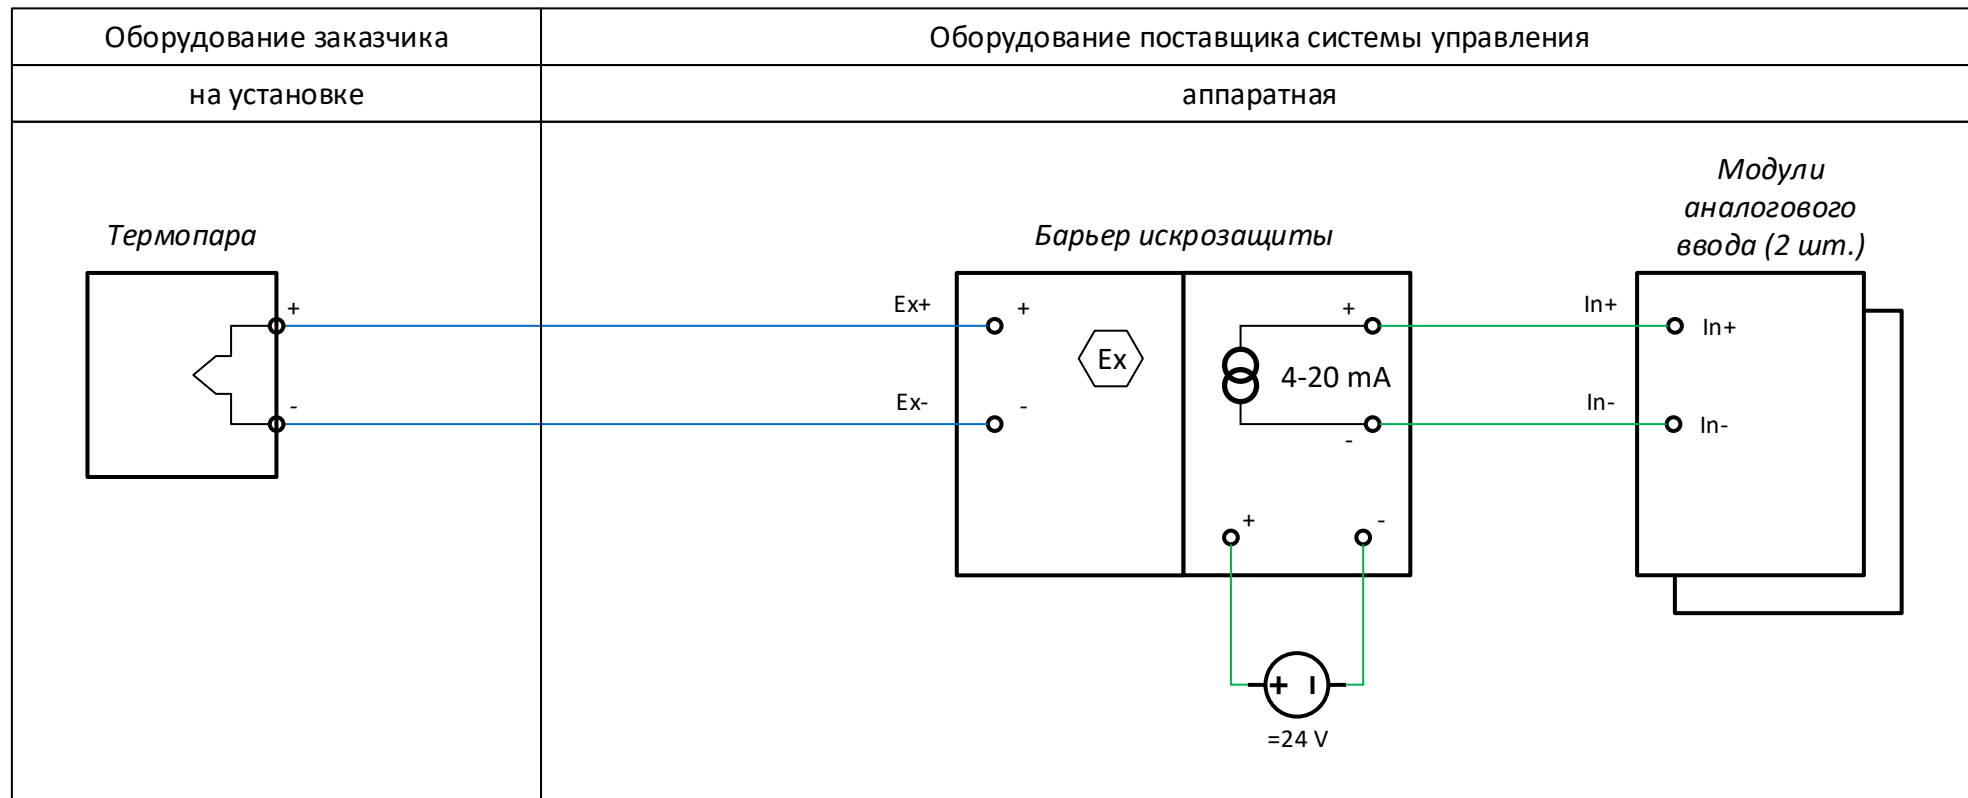 Оборудование заказчика
Оборудование поставщика системы управления
на установке
аппаратная
Термопара
+
-
Барьер искрозащиты
Ex+
+
Ex
Ex-
-
+
4-20 mA
-
+
-
=24 V
Модули
аналогового
ввода (2 шт.)
In+
In+
In-
In-